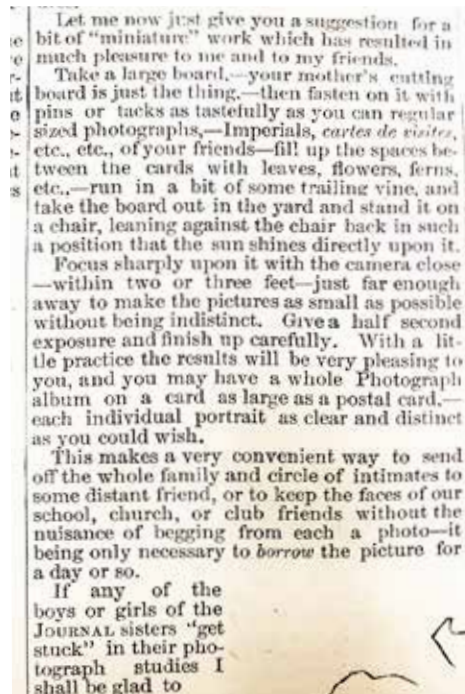 Let me now just give you a suggestion for a
bit of "miniature" work which has resulted in
much pleasure to me and to my friends.
Take a large board,—your mother's cutting
board is just the thing,—then fasten on it with
pins or tacks as tastefully as you can regular
sized photographs,—Imperials, cartes de visites,
etc., etc., of your friends—fill up the spaces be-
tween the cards with leaves, flowers, ferns,
etc.,—run in a bit of some trailing vine, and
take the board out in the yard and stand it on
a chair, leaning against the chair back in such
a position that the sun shines directly upon it.
Focus sharply upon it with the camera close
—within two or three feet—just far enough
away to make the pictures as small as possible
without being indistinct. Give a half second
exposure and finish up carefully. With a lit-
tle practice the results will be very pleasing to
you, and you may have a whole Photograph
album on a card as large as a postal card,—
each individual portrait as clear and distinct
as you could wish.
This makes a very convenient way to send
off the whole family and circle of intimates to
some distant friend, or to keep the faces of our
school, church, or club friends without the
nuisance of begging from each a photo—it
being only necessary to borrow the picture for
a day or so.
If any of the
boys or girls of the
JOURNAL sisters "get
stuck" in their pho-
tograph studies I
shall be glad to